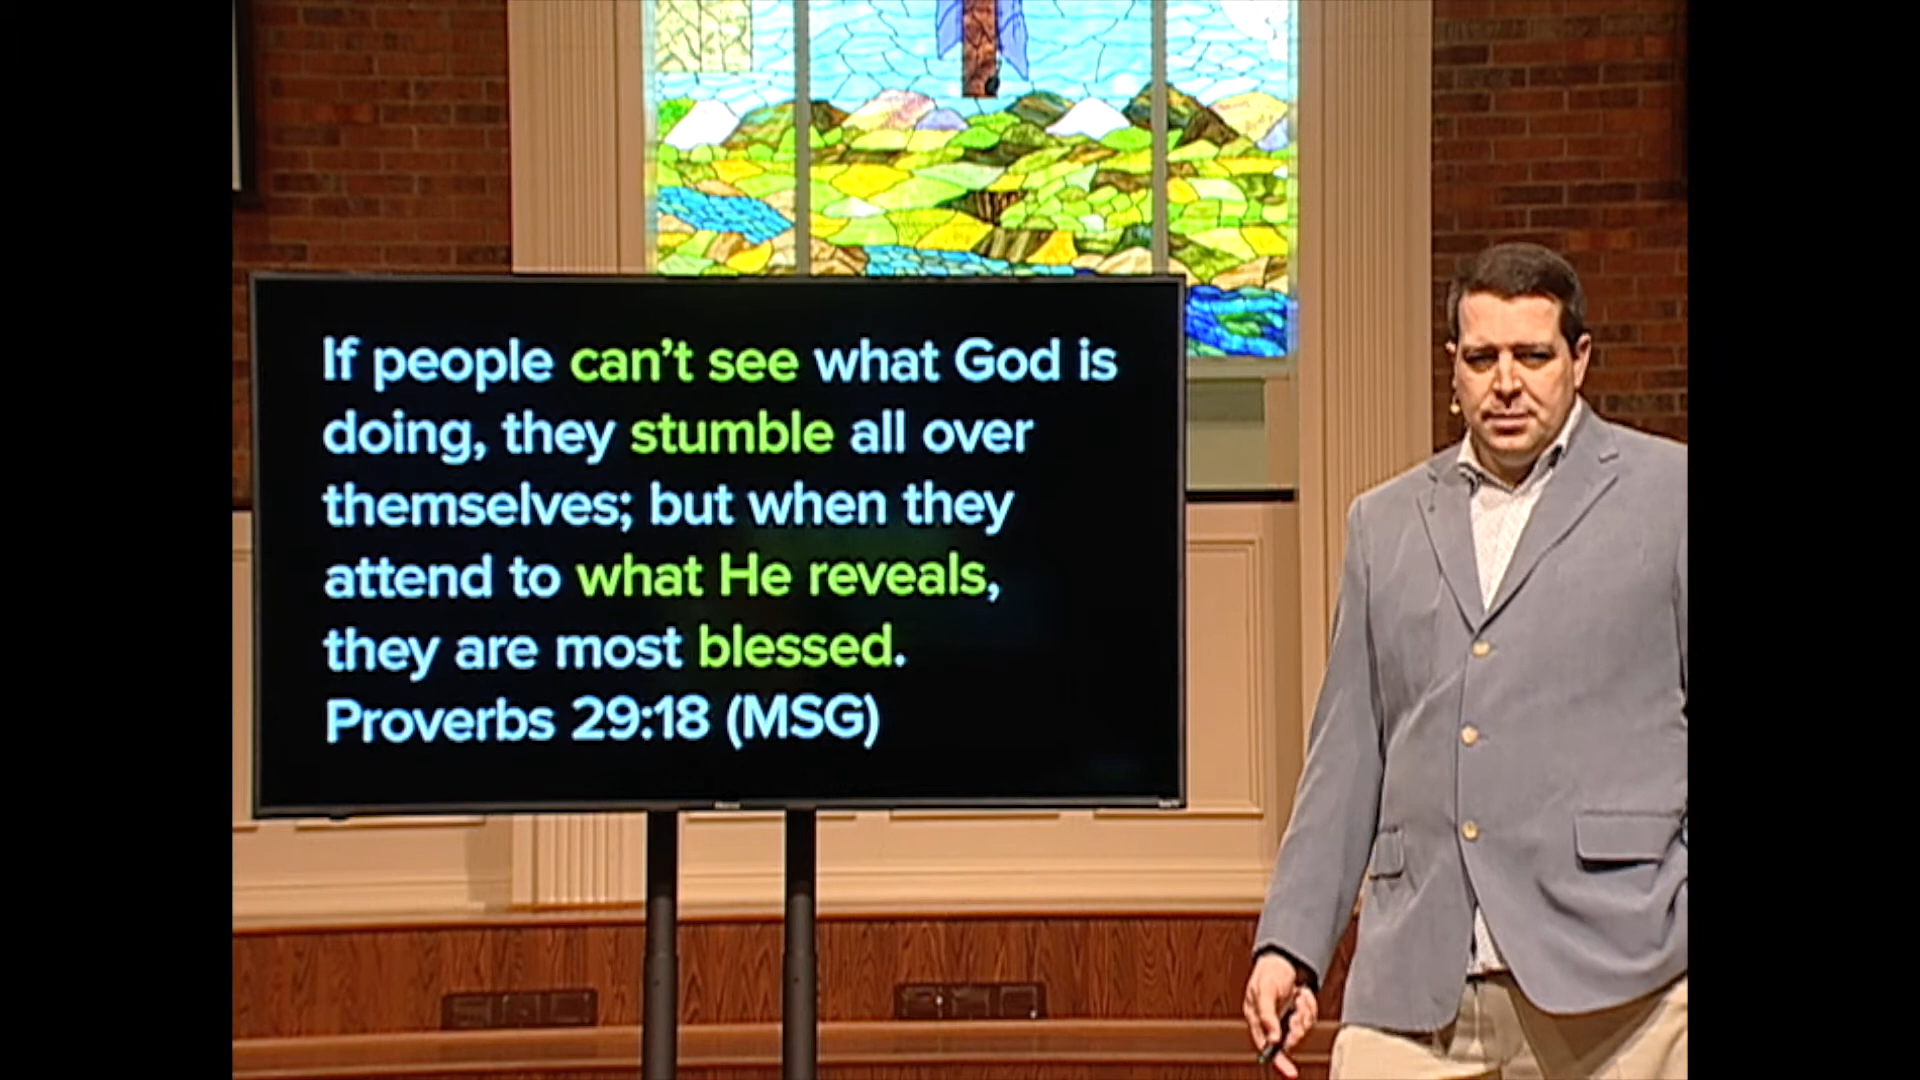 If people can't see what God is
doing, they stumble all over
themselves; but when they
attend to what He reveals,
they are most blessed.
Proverbs 29:18 (MSG)